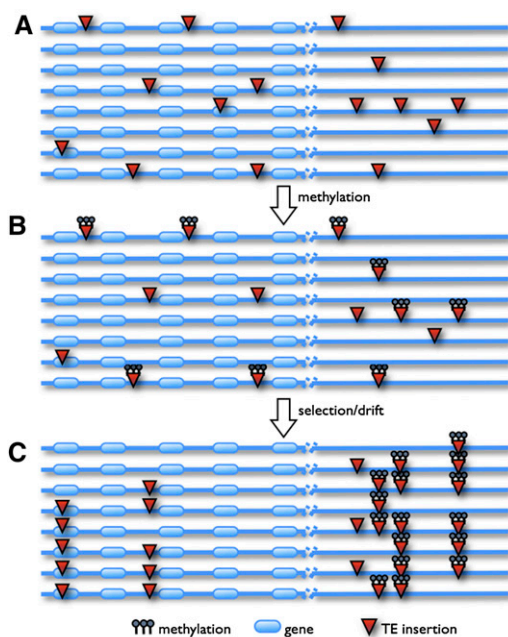 A
methylation
B
selection/drift
C
methylation gene TE insertion